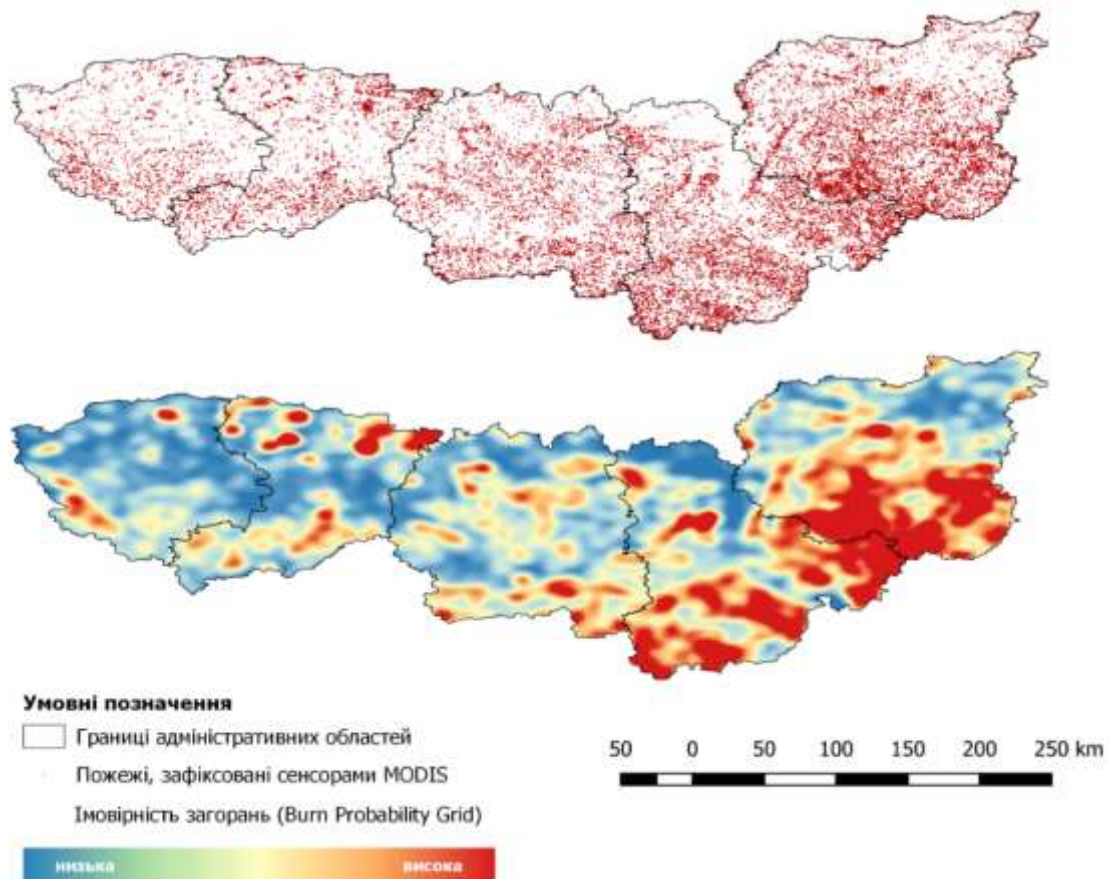 Умовні позначення
Границі адміністративних областей
Пожежі, зафіксовані сенсорами MODIS
Імовірність загорань (Burn Probability Grid)
низька висока
50 0 50 100 150 200 250 km